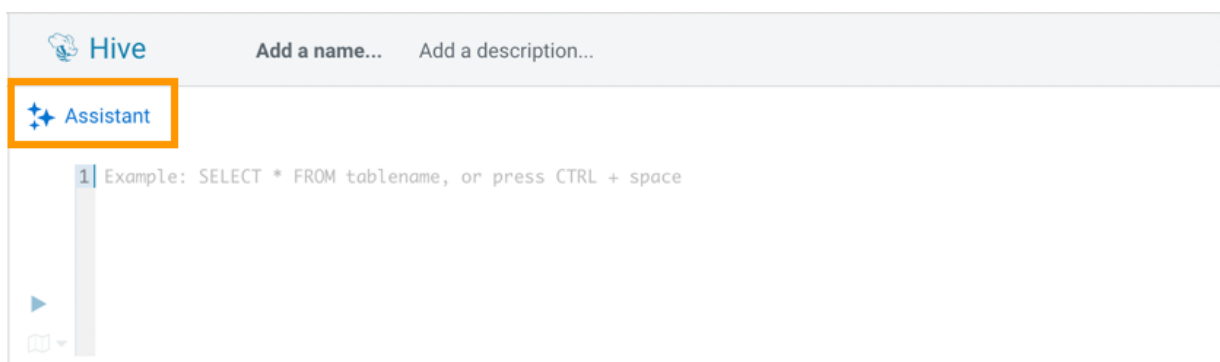 Hive Add a name... Add a description...
Assistant
1 Example: SELECT * FROM tablename, or press CTRL + space